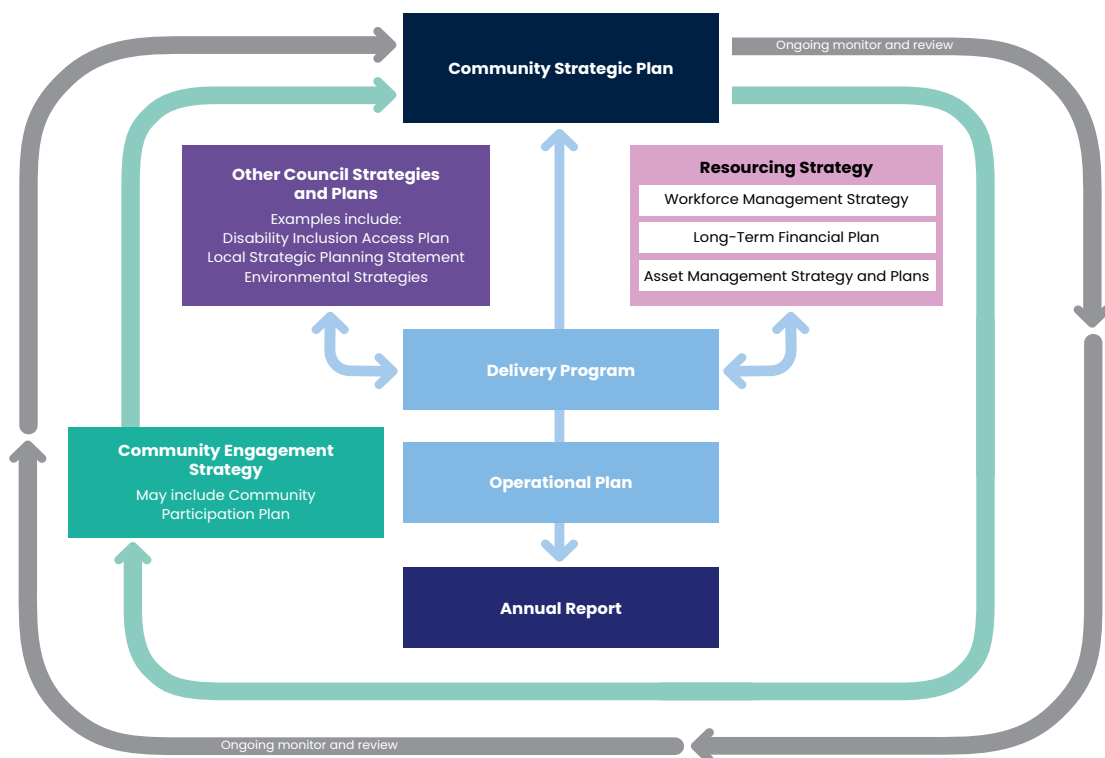 Community Strategic Plan
Ongoing monitor and review
Other Council Strategies
and Plans
Examples include:
Disability Inclusion Access Plan
Local Strategic Planning Statement
Environmental Strategies
Resourcing Strategy
Workforce Management Strategy
Long-Term Financial Plan
Asset Management Strategy and Plans
Delivery Program
Community Engagement
Strategy
May include Community
Participation Plan
Operational Plan
Annual Report
Ongoing monitor and review